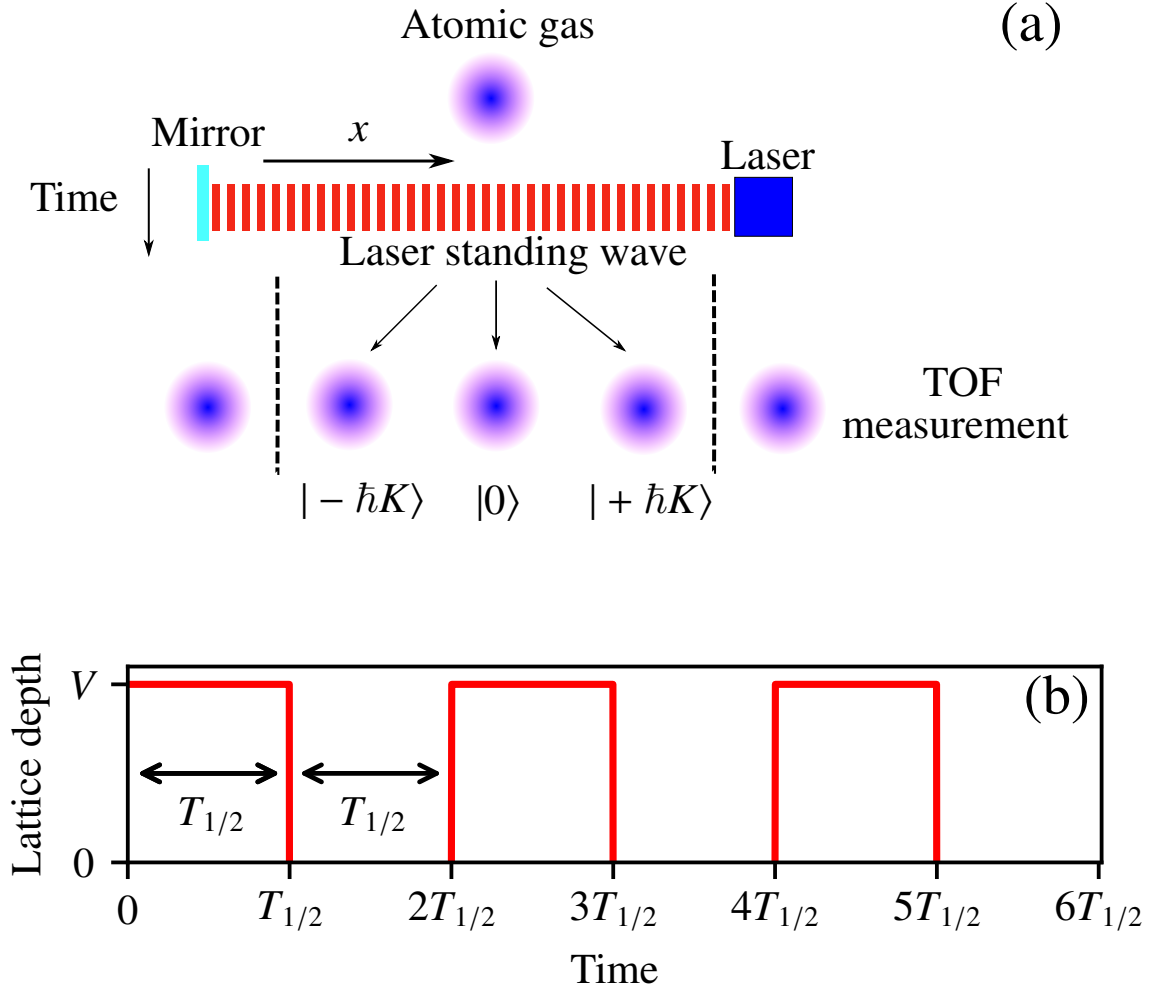 (a)
Atomic gas
Mirror
x
Laser
Time
Laser standing wave
TOF
measurement
| − ħK⟩
|0⟩
| + ħK⟩
(b)
Lattice depth
V
0
T1/2
T1/2
0
T1/2
2T1/2
3T1/2
4T1/2
5T1/2
6T1/2
Time